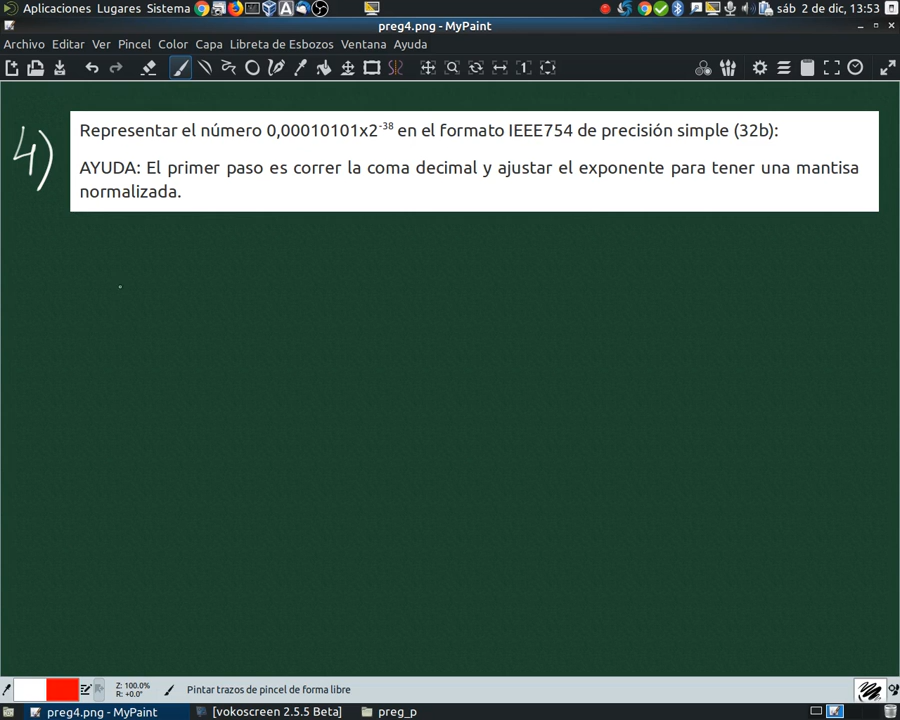 Aplicaciones Lugares Sistema sáb 2 de dic, 13:53
preg4.png - MyPaint
Archivo Editar Ver Pincel Color Capa Libreta de Esbozos Ventana Ayuda
4)
Representar el número 0,00010101x2⁻³⁸ en el formato IEEE754 de precisión simple (32b):
AYUDA: El primer paso es correr la coma decimal y ajustar el exponente para tener una mantisa
normalizada.
Z: 100.0%
R: +0.0°
Pintar trazos de pincel de forma libre
preg4.png - MyPaint [vokoscreen 2.5.5 Beta] preg_p